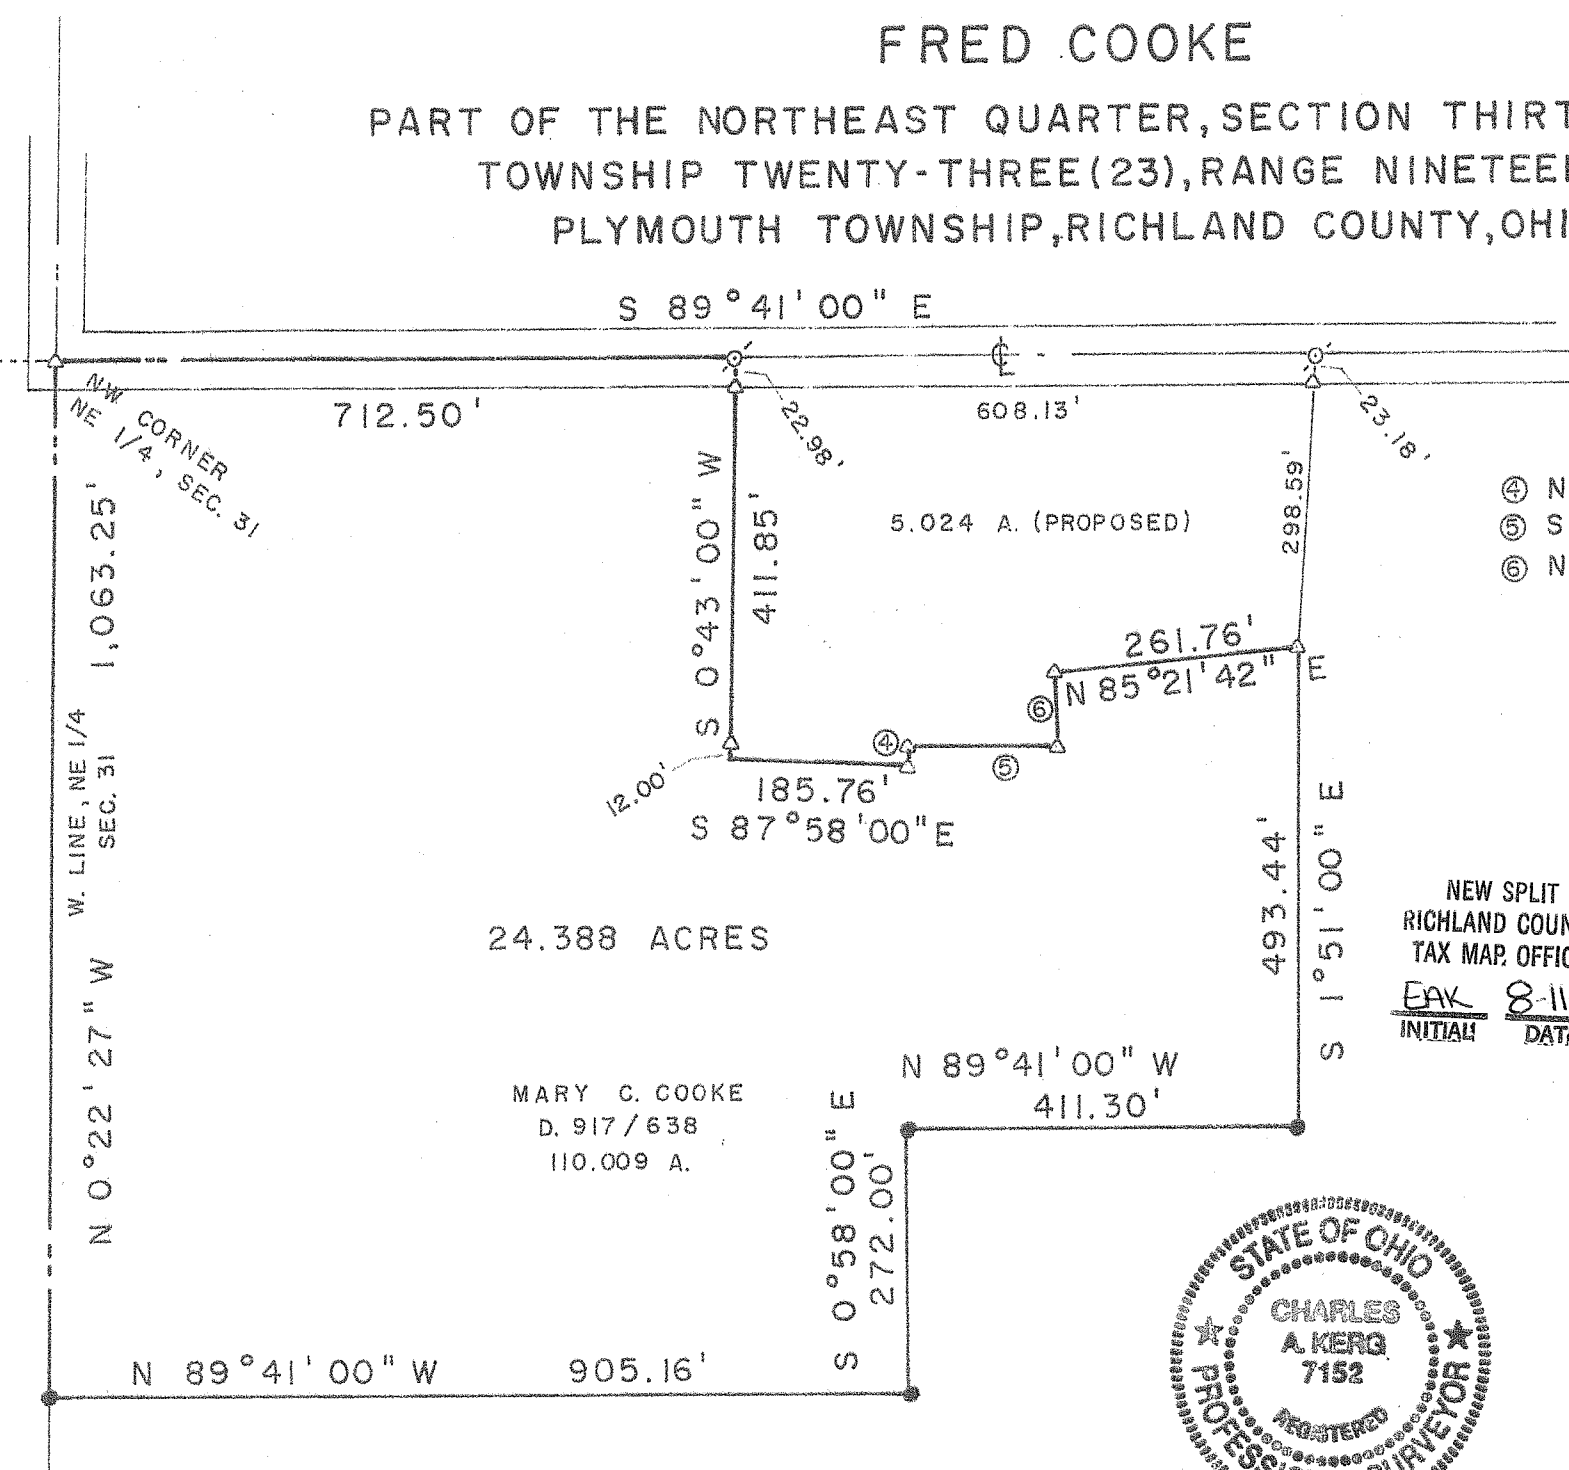 FRED COOKE
PART OF THE NORTHEAST QUARTER, SECTION THIRT
TOWNSHIP TWENTY-THREE(23), RANGE NINETEE
PLYMOUTH TOWNSHIP, RICHLAND COUNTY, OHI
S 89°41'00" E
NW CORNER
NE 1/4, SEC. 31
712.50'
22.98'
℄
608.13'
23.18'
1,063.25'
W. LINE, NE 1/4
SEC. 31
N 0°22'27" W
S 0°43'00" W
411.85'
5.024 A. (PROPOSED)
298.59'
④ N
⑤ S
⑥ N
261.76'
N 85°21'42" E
⑥
④
⑤
12.00'
185.76'
S 87°58'00" E
493.44'
S 1°51'00" E
24.388 ACRES
NEW SPLIT
RICHLAND COUN
TAX MAP OFFIC
EAK 8-11
INITIAL DAT
N 89°41'00" W
411.30'
MARY C. COOKE
D. 917/638
110.009 A.
S 0°58'00" E
272.00'
N 89°41'00" W 905.16'
STATE OF OHIO
CHARLES
A. KERG
7152
REGISTERED
PROFESSI
SURVEYOR